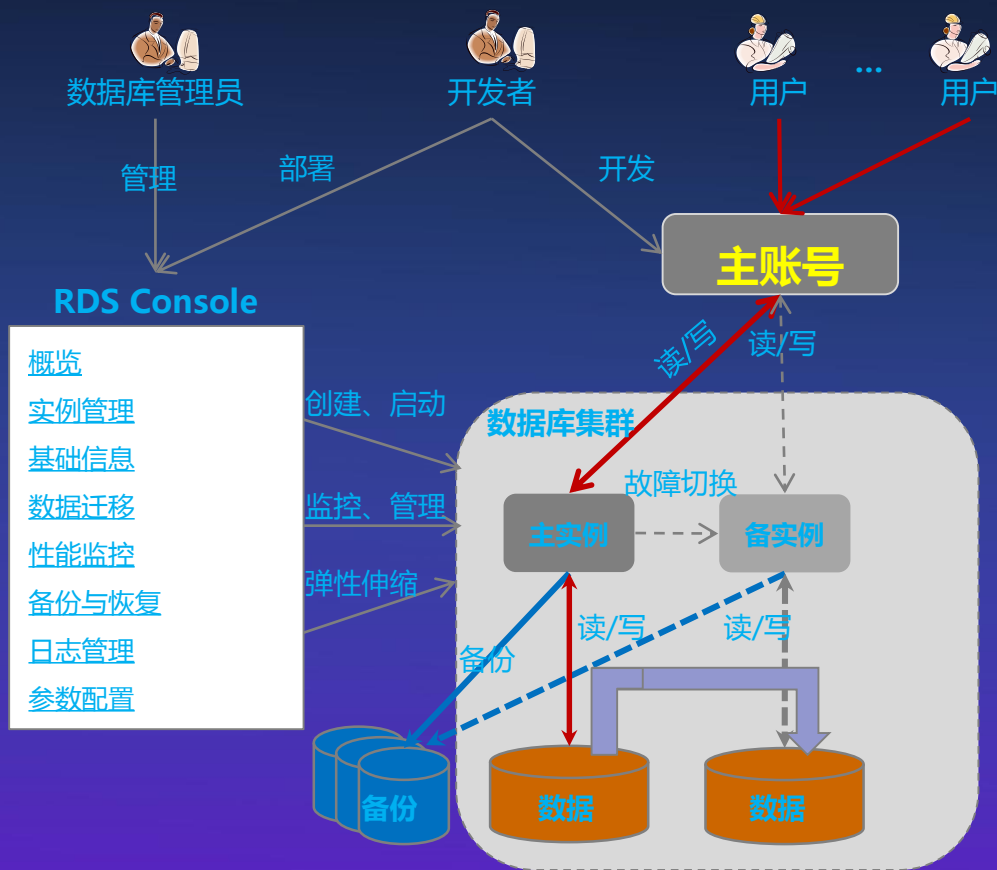 数据库管理员
开发者
用户
...
用户
管理
部署
开发
主账号
RDS Console
概览
实例管理
基础信息
数据迁移
性能监控
备份与恢复
日志管理
参数配置
读/写
读/写
创建、启动
数据库集群
故障切换
监控、管理
主实例
备实例
弹性伸缩
读/写
读/写
备份
备份
数据
数据